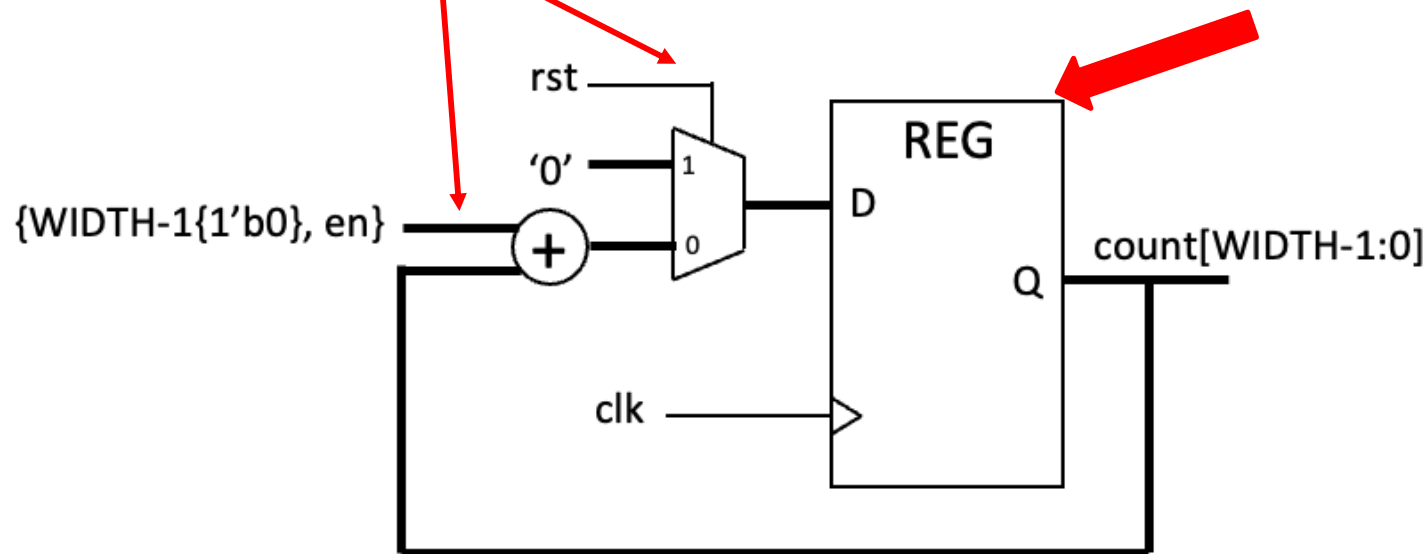 rst
REG
‘0’
1
D
{WIDTH-1{1’b0}, en}
+
0
count[WIDTH-1:0]
Q
clk